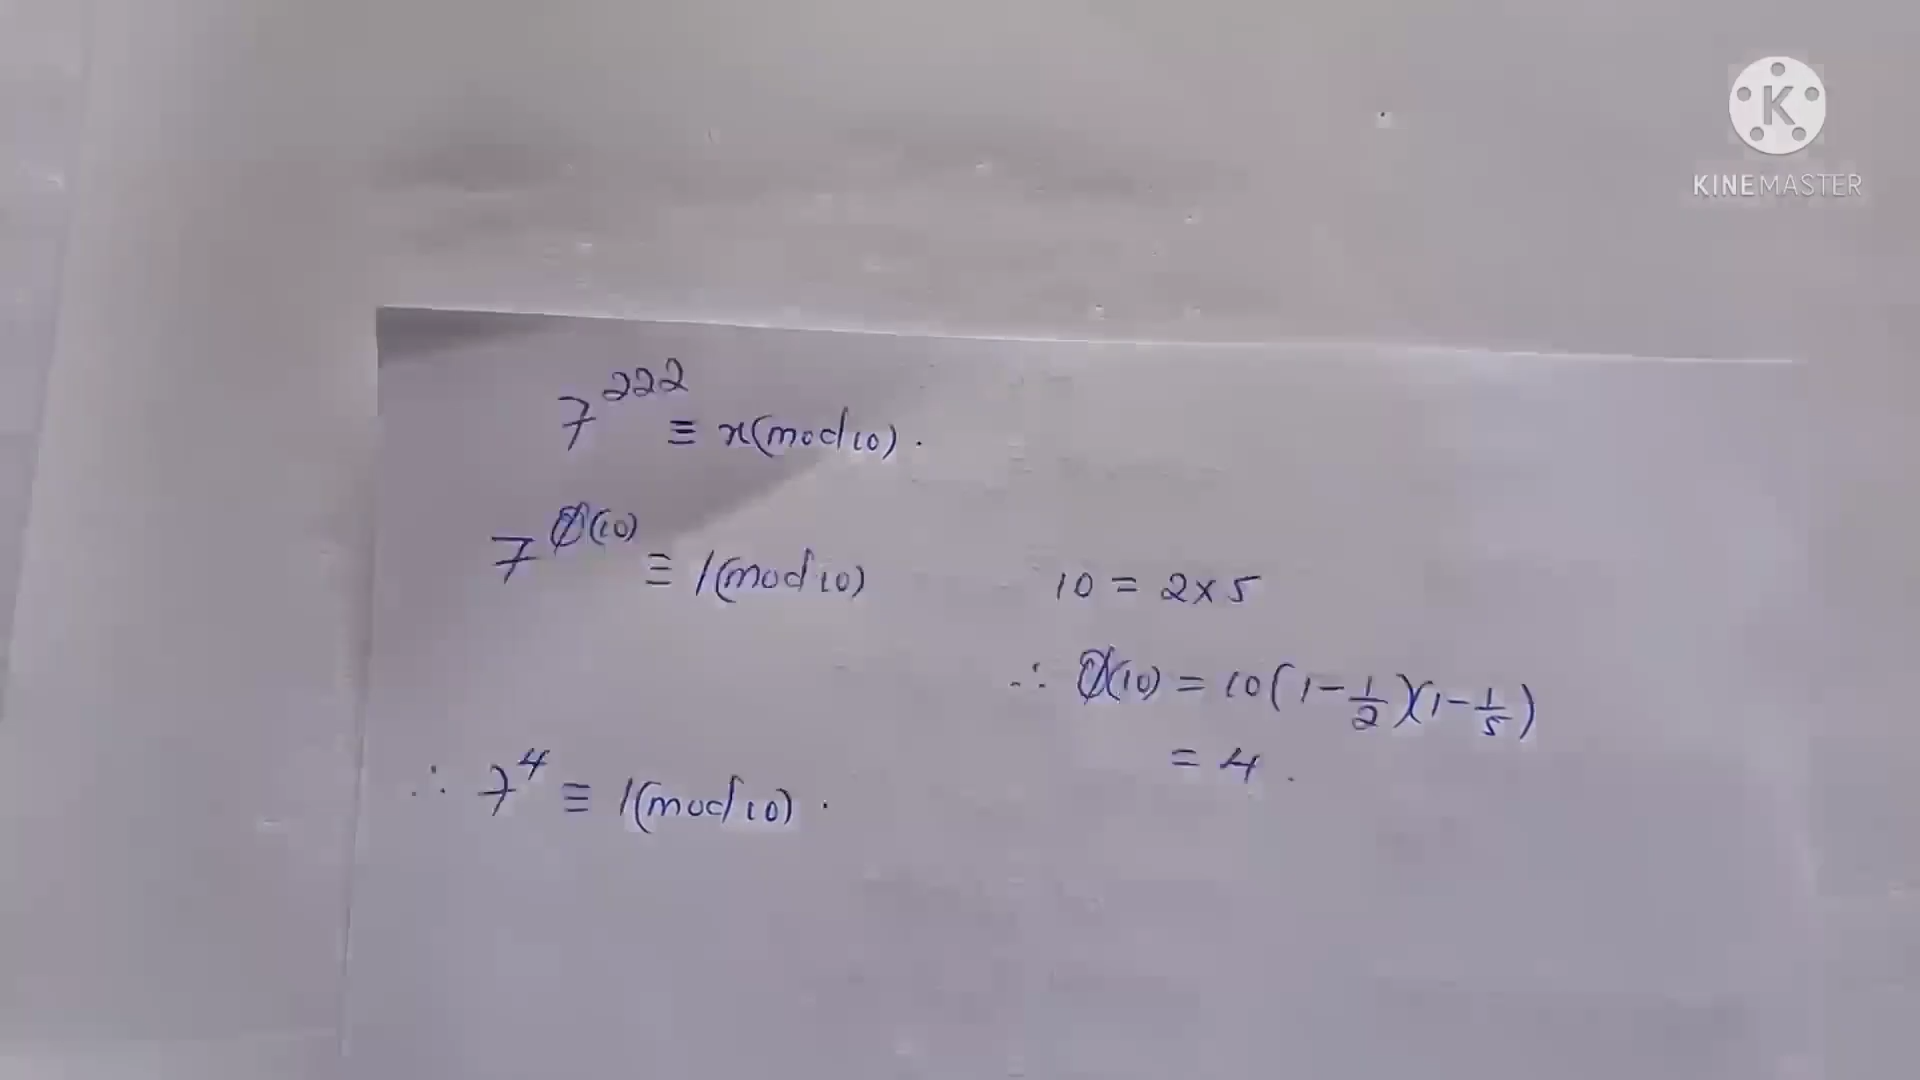 K
KINEMASTER
7^222 ≡ x(mod 10).
7^Ø(10) ≡ 1(mod 10)
10 = 2×5
∴ Ø(10) = 10(1-1/2)(1-1/5)
= 4.
∴ 7^4 ≡ 1(mod 10).